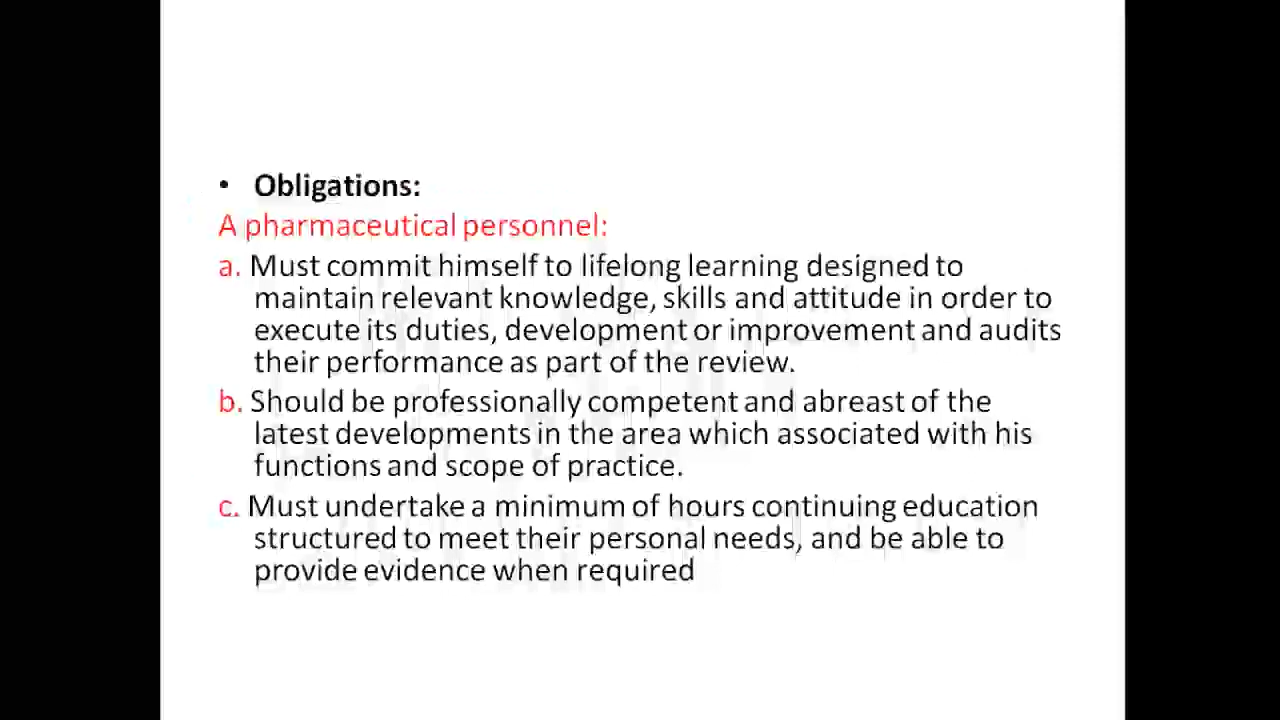 • Obligations:
A pharmaceutical personnel:
a. Must commit himself to lifelong learning designed to
maintain relevant knowledge, skills and attitude in order to
execute its duties, development or improvement and audits
their performance as part of the review.
b. Should be professionally competent and abreast of the
latest developments in the area which associated with his
functions and scope of practice.
c. Must undertake a minimum of hours continuing education
structured to meet their personal needs, and be able to
provide evidence when required